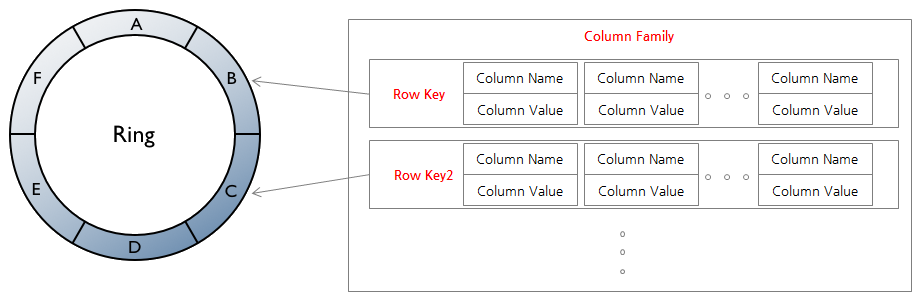 A
B
C
D
E
F
Ring
Column Family
Row Key
Column Name
Column Value
Column Name
Column Value
Column Name
Column Value
Row Key2
Column Name
Column Value
Column Name
Column Value
Column Name
Column Value